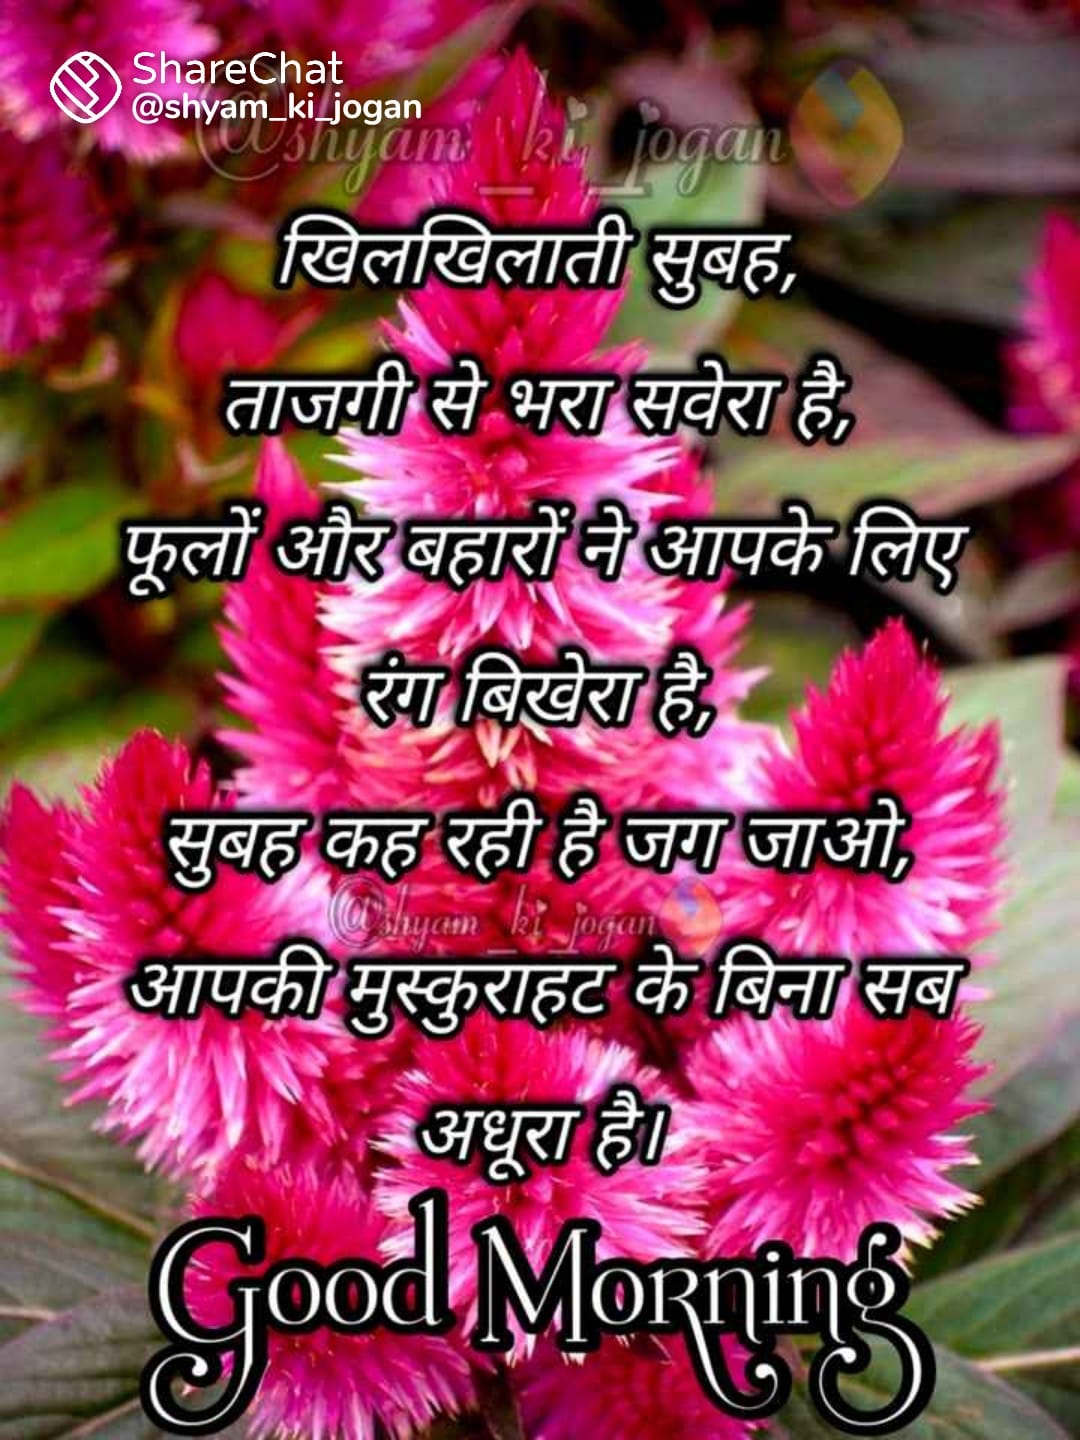 ShareChat
@shyam_ki_jogan
@shyam_ki_jogan
खिलखिलाती सुबह,
ताजगी से भरा सवेरा है,
फूलों और बहारों ने आपके लिए
रंग बिखेरा है,
सुबह कह रही है जग जाओ,
@shyam_ki_jogan
आपकी मुस्कुराहट के बिना सब
अधूरा है।
Good Morning